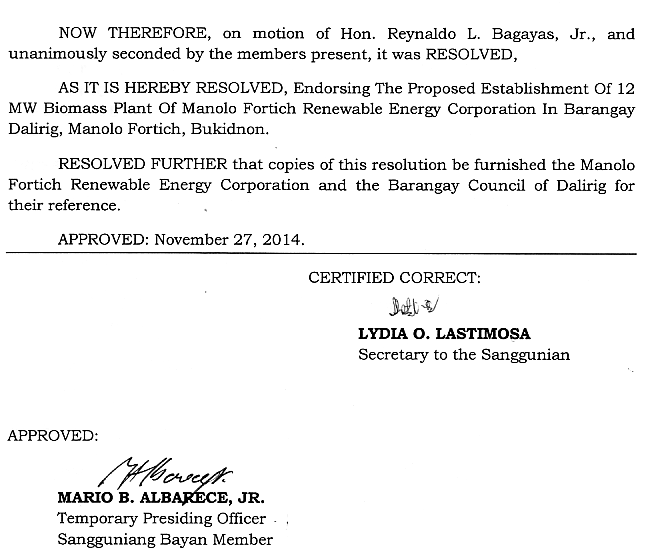 NOW THEREFORE, on motion of Hon. Reynaldo L. Bagayas, Jr., and
unanimously seconded by the members present, it was RESOLVED,
AS IT IS HEREBY RESOLVED, Endorsing The Proposed Establishment Of 12
MW Biomass Plant Of Manolo Fortich Renewable Energy Corporation In Barangay
Dalirig, Manolo Fortich, Bukidnon.
RESOLVED FURTHER that copies of this resolution be furnished the Manolo
Fortich Renewable Energy Corporation and the Barangay Council of Dalirig for
their reference.
APPROVED: November 27, 2014.
CERTIFIED CORRECT:
LYDIA O. LASTIMOSA
Secretary to the Sanggunian
APPROVED:
MARIO B. ALBARECE, JR.
Temporary Presiding Officer
Sangguniang Bayan Member